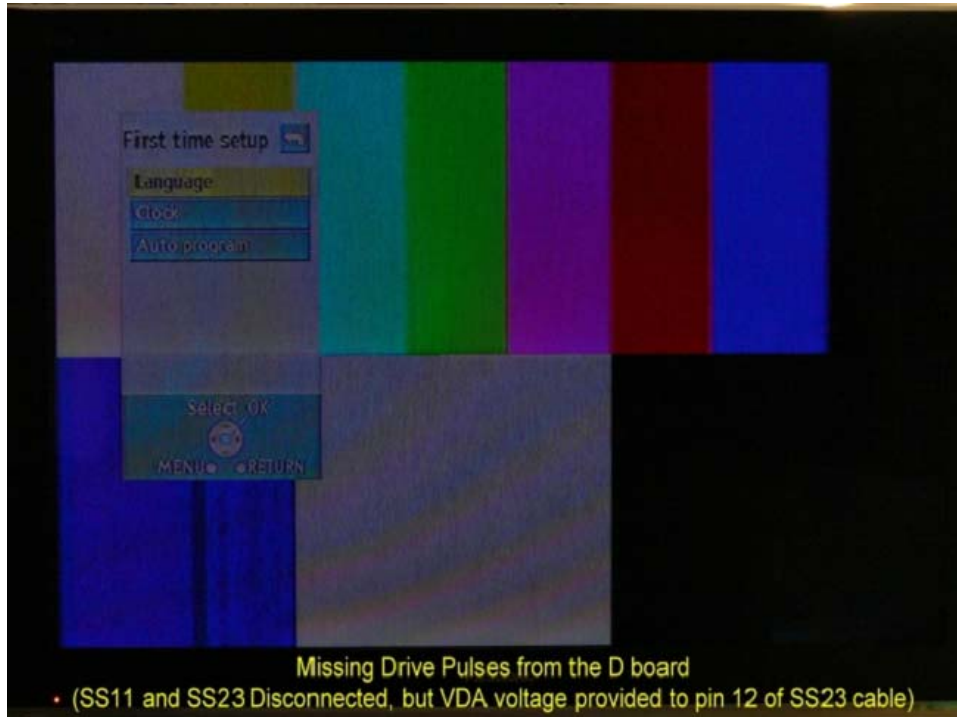 First time setup
Language
Clock
Auto program
Select OK
MENU● ●RETURN
Missing Drive Pulses from the D board
• (SS11 and SS23 Disconnected, but VDA voltage provided to pin 12 of SS23 cable)